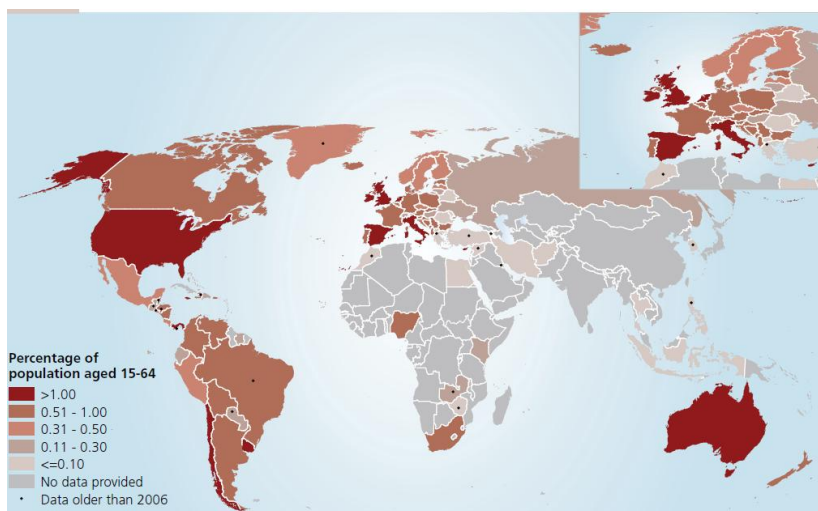 Percentage of
population aged 15-64
>1.00
0.51 - 1.00
0.31 - 0.50
0.11 - 0.30
<=0.10
No data provided
Data older than 2006